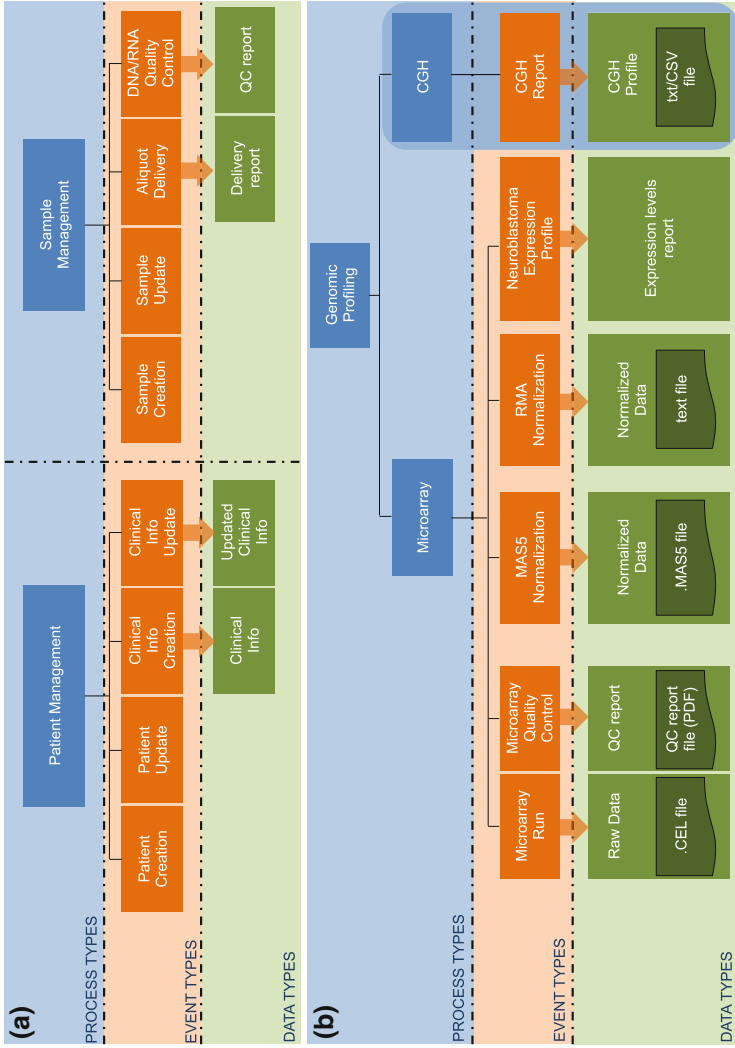 (a)
Patient Management
Sample
Management
PROCESS TYPES
Patient
Creation
Patient
Update
Clinical
Info
Creation
Clinical
Info
Update
Sample
Creation
Sample
Update
Aliquot
Delivery
DNA/RNA
Quality
Control
EVENT TYPES
Clinical
Info
Updated
Clinical
Info
Delivery
report
QC report
DATA TYPES
(b)
Genomic
Profiling
Microarray
CGH
PROCESS TYPES
Microarray
Run
Microarray
Quality
Control
MAS5
Normalization
RMA
Normalization
Neuroblastoma
Expression
Profile
CGH
Report
EVENT TYPES
Raw Data
.CEL file
QC report
QC report
file (PDF)
Normalized
Data
.MAS5 file
Normalized
Data
text file
Expression levels
report
CGH
Profile
txt/CSV
file
DATA TYPES